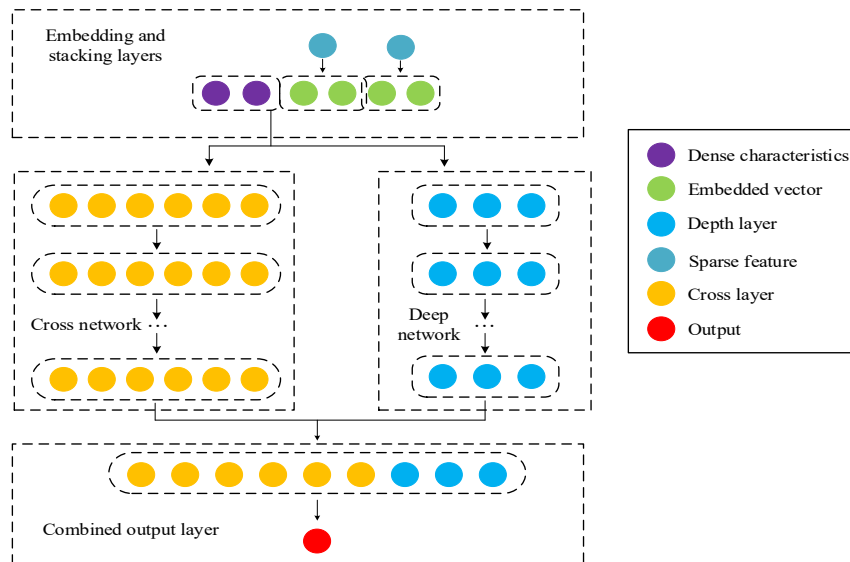 Embedding and
stacking layers
Dense characteristics
Embedded vector
Depth layer
Sparse feature
Cross layer
Output
Cross network ...
Deep
network ...
Combined output layer